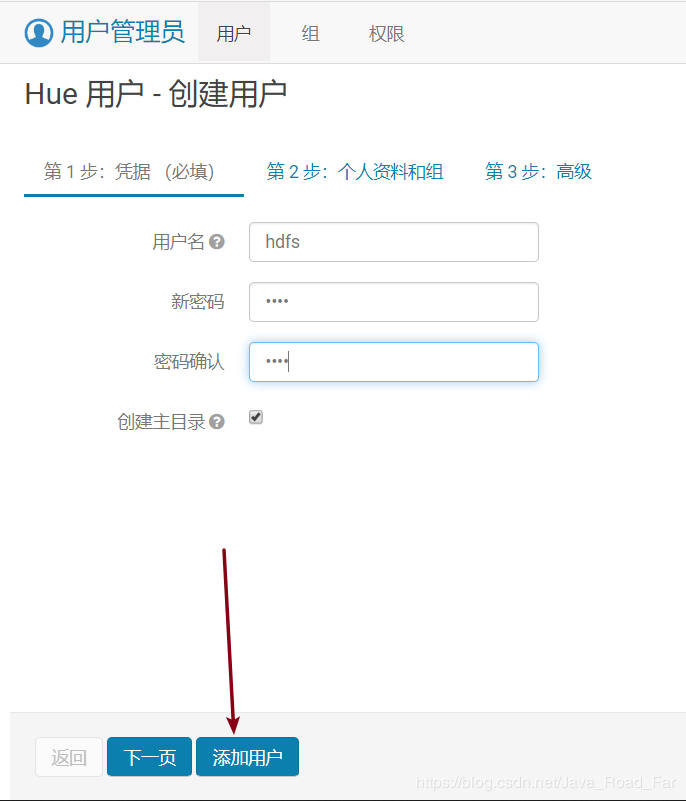 用户管理员 用户 组 权限
Hue 用户 - 创建用户
第 1 步：凭据 （必填） 第 2 步：个人资料和组 第 3 步：高级
用户名 ? hdfs
新密码 ••••
密码确认 ••••
创建主目录 ?
返回 下一页 添加用户
https://blog.csdn.net/Java_Road_Far